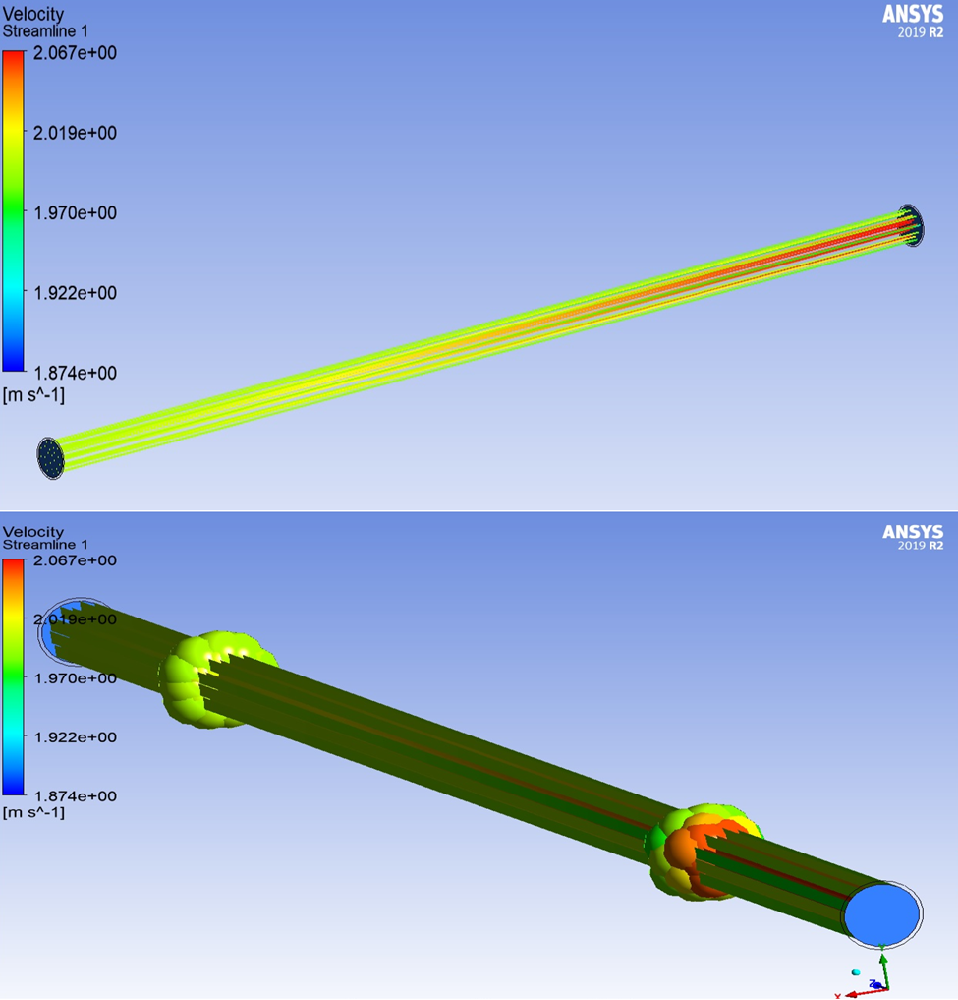 Velocity
Streamline 1
ANSYS
2019 R2
2.067e+00
2.019e+00
1.970e+00
1.922e+00
1.874e+00
[m s^-1]
Velocity
Streamline 1
ANSYS
2019 R2
2.067e+00
2.019e+00
1.970e+00
1.922e+00
1.874e+00
[m s^-1]
Y
Z
X